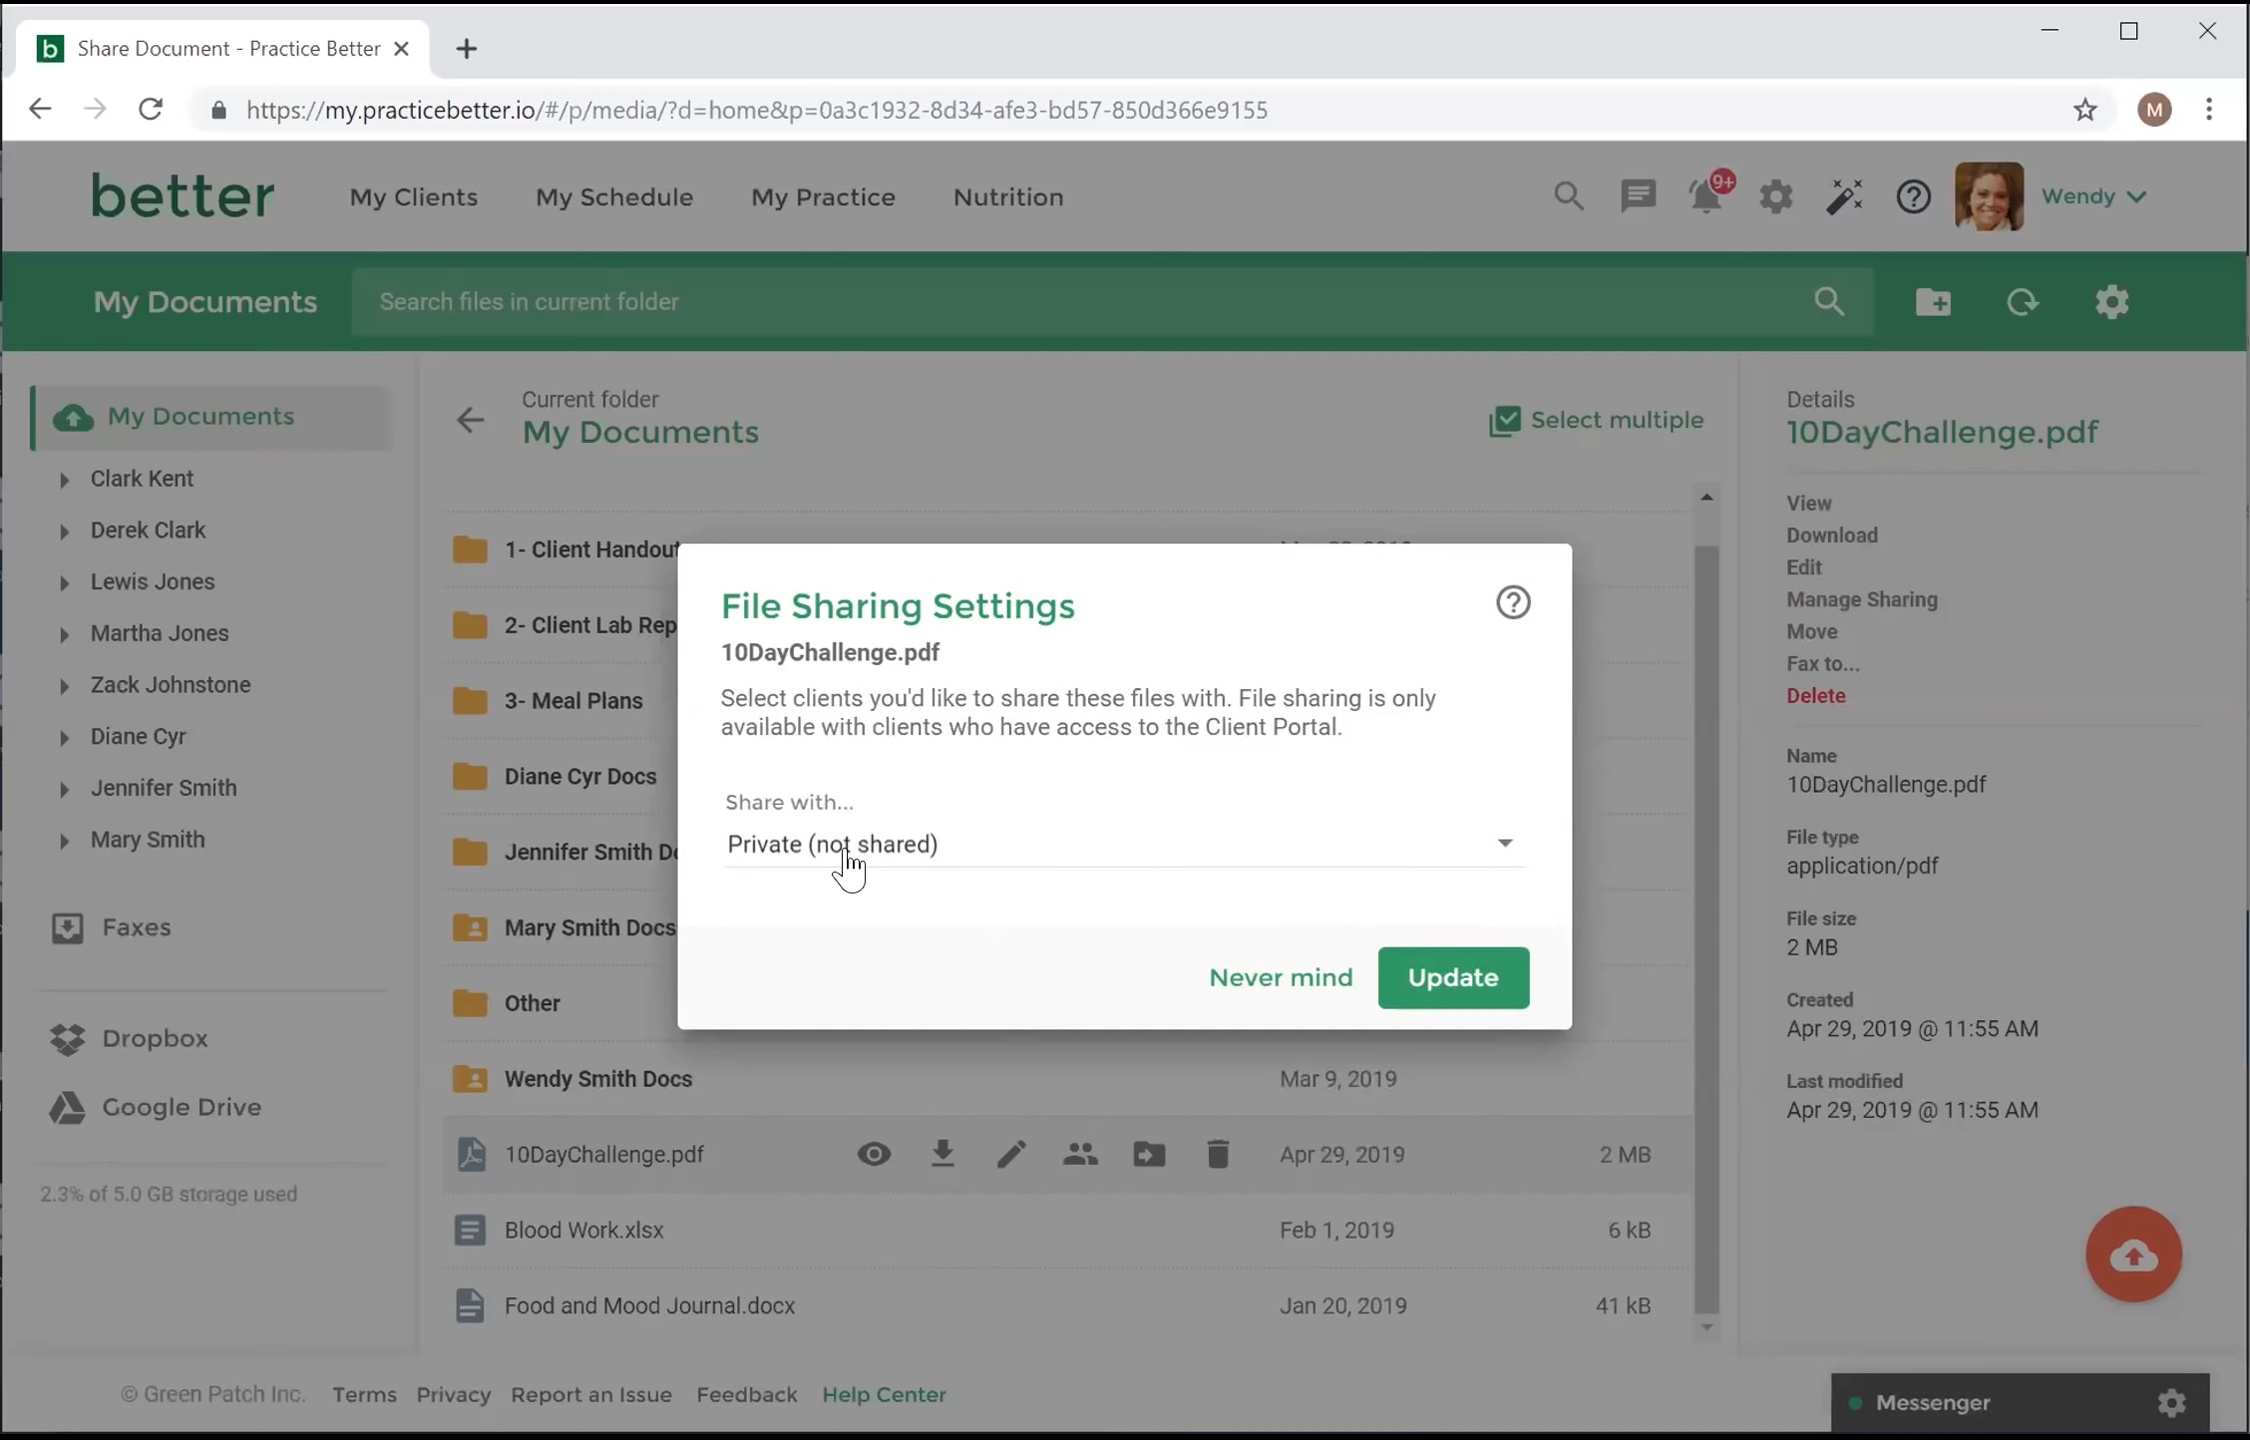 Share Document - Practice Better
https://my.practicebetter.io/#/p/media/?d=home&p=0a3c1932-8d34-afe3-bd57-850d366e9155
M
better
My Clients
My Schedule
My Practice
Nutrition
9+
Wendy
My Documents
Search files in current folder
My Documents
Clark Kent
Derek Clark
Lewis Jones
Martha Jones
Zack Johnstone
Diane Cyr
Jennifer Smith
Mary Smith
Faxes
Dropbox
Google Drive
2.3% of 5.0 GB storage used
Current folder
My Documents
Select multiple
1- Client Handout
2- Client Lab Rep
3- Meal Plans
Diane Cyr Docs
Jennifer Smith Do
Mary Smith Docs
Other
Wendy Smith Docs
Mar 9, 2019
10DayChallenge.pdf
Apr 29, 2019
2 MB
Blood Work.xlsx
Feb 1, 2019
6 kB
Food and Mood Journal.docx
Jan 20, 2019
41 kB
File Sharing Settings
10DayChallenge.pdf
Select clients you'd like to share these files with. File sharing is only
available with clients who have access to the Client Portal.
Share with...
Private (not shared)
Never mind
Update
Details
10DayChallenge.pdf
View
Download
Edit
Manage Sharing
Move
Fax to...
Delete
Name
10DayChallenge.pdf
File type
application/pdf
File size
2 MB
Created
Apr 29, 2019 @ 11:55 AM
Last modified
Apr 29, 2019 @ 11:55 AM
© Green Patch Inc.
Terms
Privacy
Report an Issue
Feedback
Help Center
Messenger